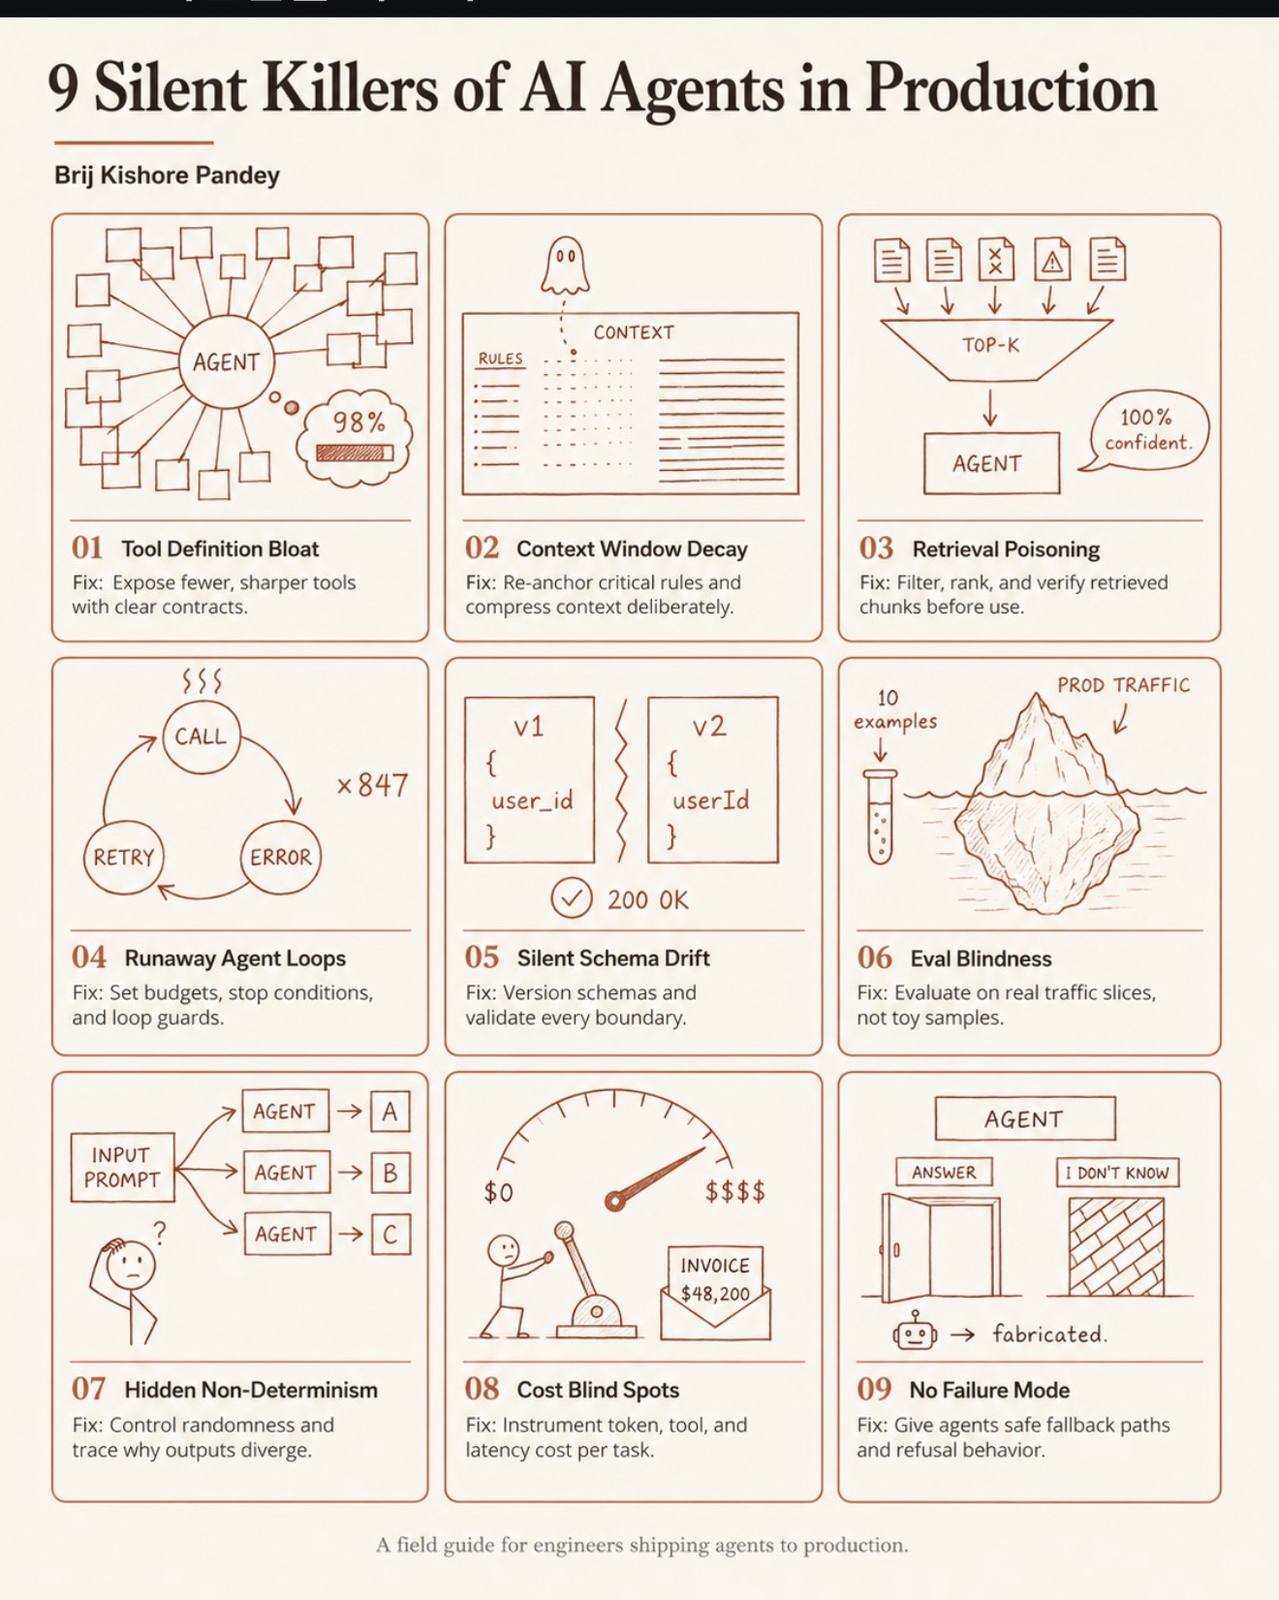 9 Silent Killers of AI Agents in Production
Brij Kishore Pandey
AGENT
98%
01 Tool Definition Bloat
Fix: Expose fewer, sharper tools
with clear contracts.
CONTEXT
RULES
02 Context Window Decay
Fix: Re-anchor critical rules and
compress context deliberately.
TOP-K
100%
confident.
AGENT
03 Retrieval Poisoning
Fix: Filter, rank, and verify retrieved
chunks before use.
CALL
×847
RETRY
ERROR
04 Runaway Agent Loops
Fix: Set budgets, stop conditions,
and loop guards.
v1
{
user_id
}
v2
{
userId
}
200 OK
05 Silent Schema Drift
Fix: Version schemas and
validate every boundary.
10
examples
PROD TRAFFIC
06 Eval Blindness
Fix: Evaluate on real traffic slices,
not toy samples.
INPUT
PROMPT
AGENT → A
AGENT → B
AGENT → C
?
07 Hidden Non-Determinism
Fix: Control randomness and
trace why outputs diverge.
$0
$$$$
INVOICE
$48,200
08 Cost Blind Spots
Fix: Instrument token, tool, and
latency cost per task.
AGENT
ANSWER
I DON'T KNOW
→ fabricated.
09 No Failure Mode
Fix: Give agents safe fallback paths
and refusal behavior.
A field guide for engineers shipping agents to production.